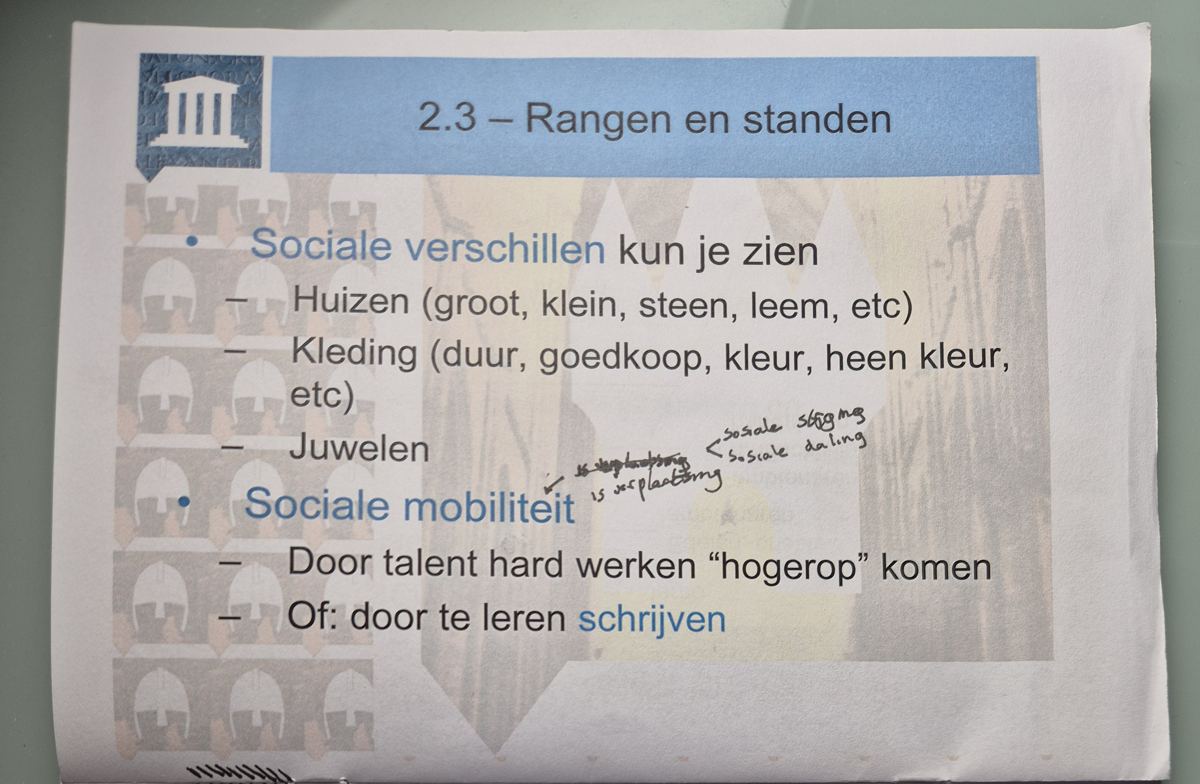 2.3 – Rangen en standen
• Sociale verschillen kun je zien
– Huizen (groot, klein, steen, leem, etc)
– Kleding (duur, goedkoop, kleur, heen kleur,
etc)
– Juwelen
sosiale stijging
sosiale daling
is verplaatsing
• Sociale mobiliteit
– Door talent hard werken “hogerop” komen
– Of: door te leren schrijven